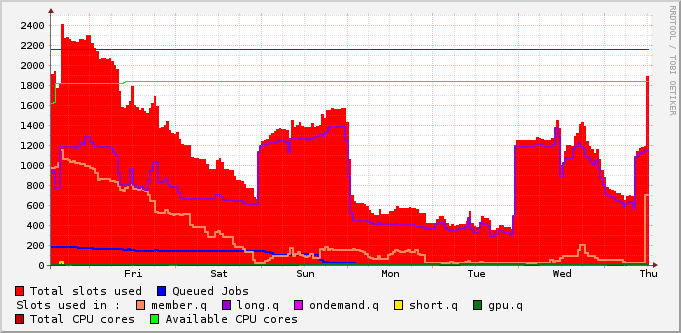 RRDTOOL / TOBI OETIKER
2400
2200
2000
1800
1600
1400
1200
1000
800
600
400
200
0
Fri Sat Sun Mon Tue Wed Thu
Total slots used Queued Jobs
Slots used in : member.q long.q ondemand.q short.q gpu.q
Total CPU cores Available CPU cores